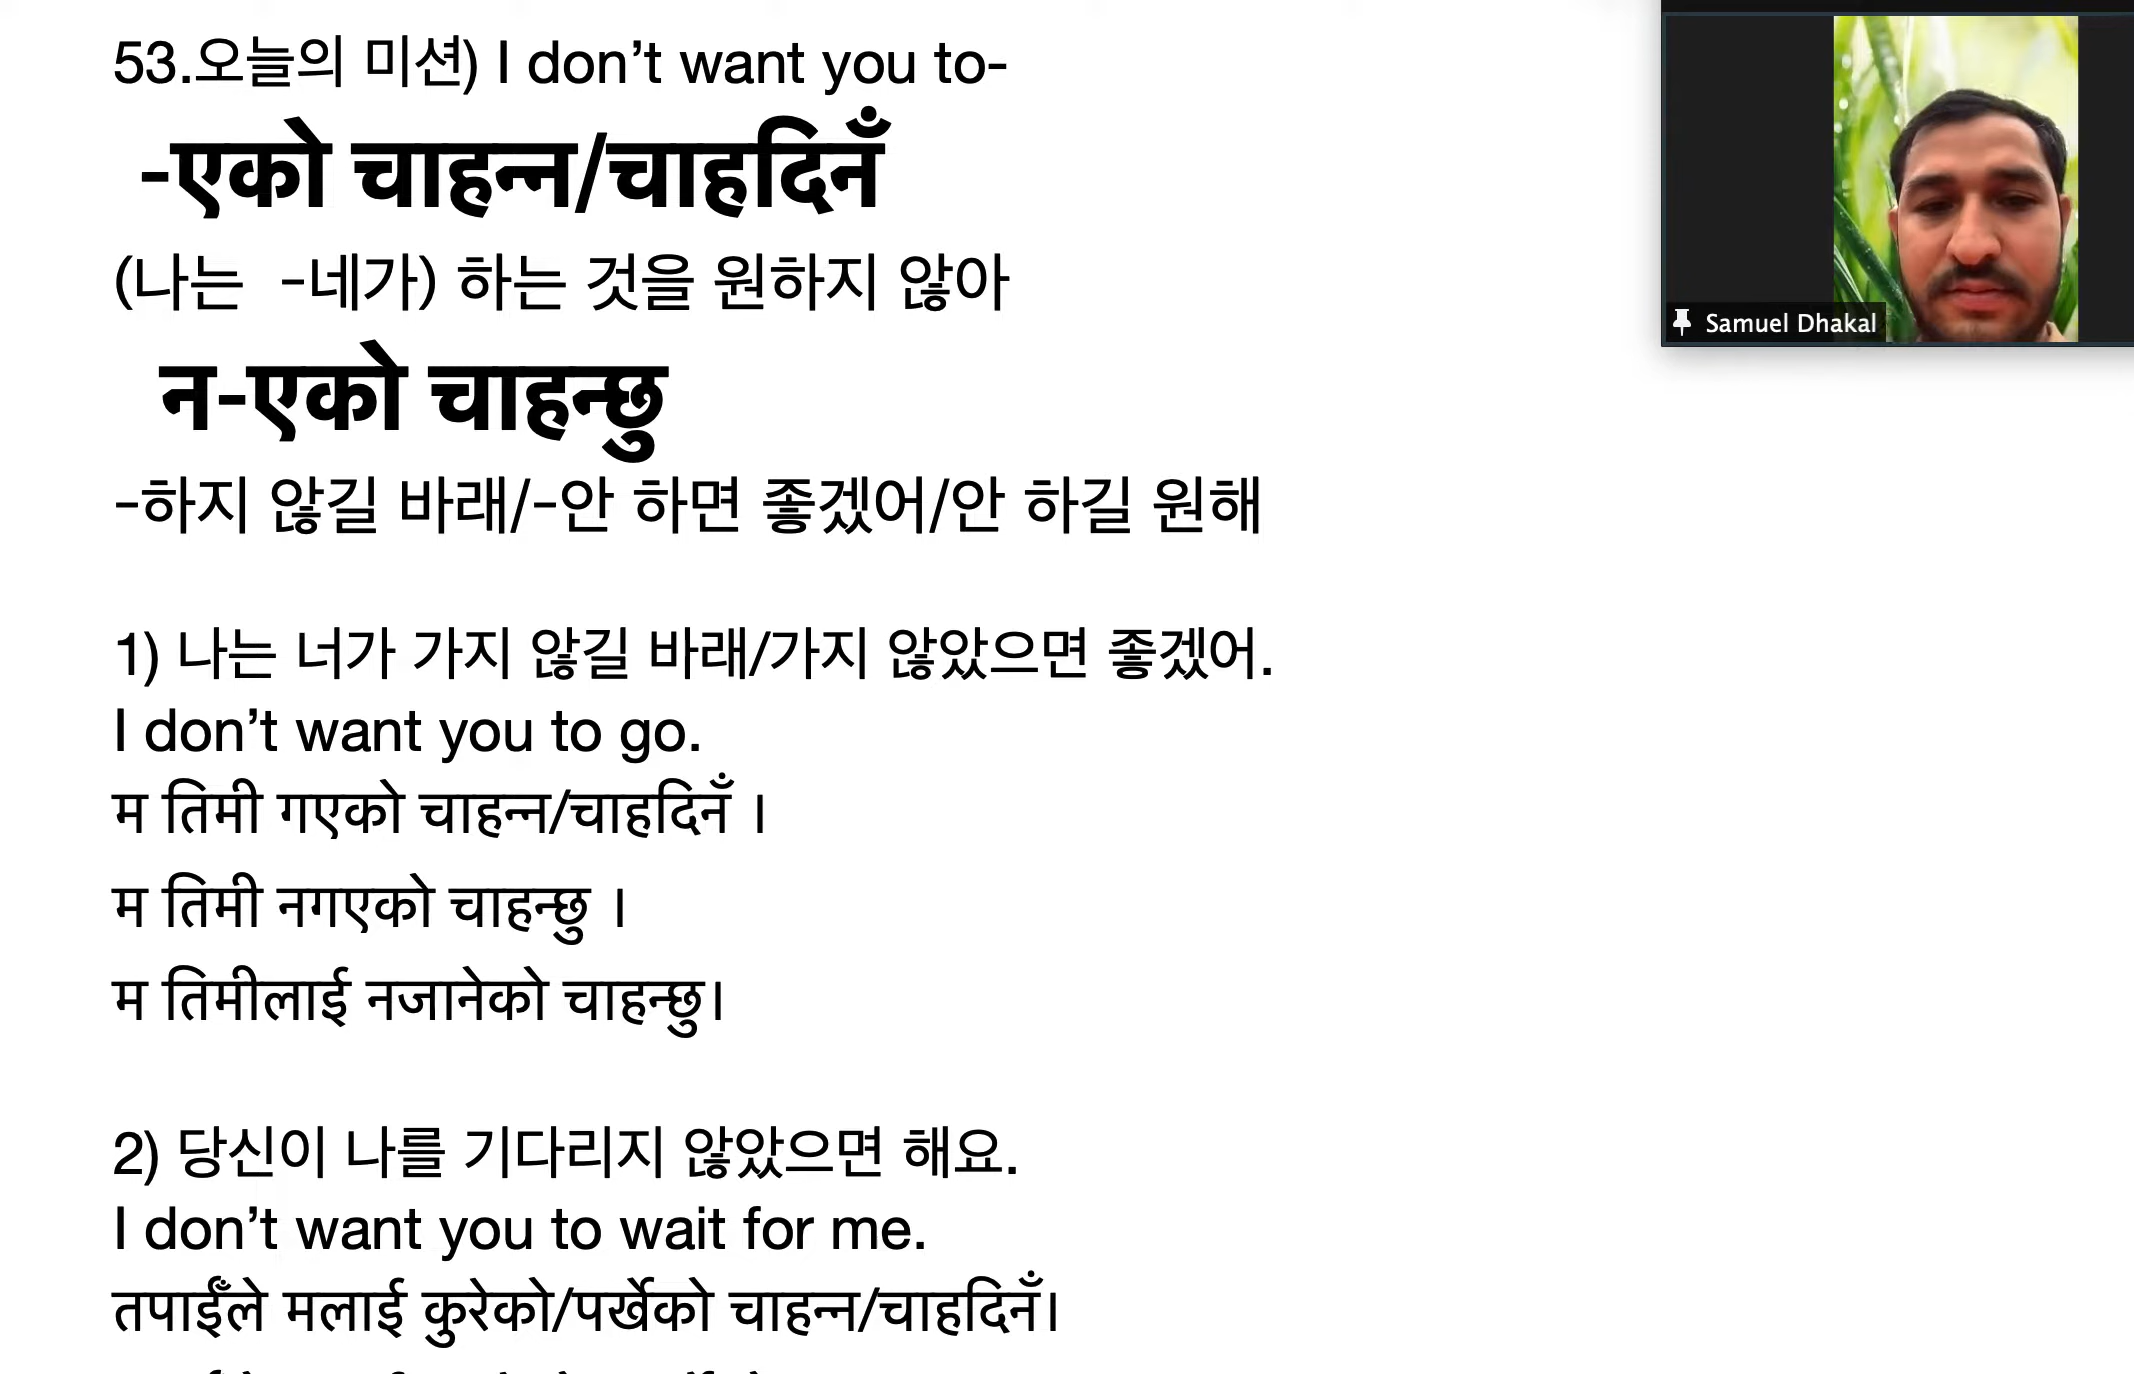 53.오늘의 미션) I don’t want you to-
-एको चाहन्न/चाहदिनँ
(나는 -네가) 하는 것을 원하지 않아
न-एको चाहन्छु
-하지 않길 바래/-안 하면 좋겠어/안 하길 원해
1) 나는 너가 가지 않길 바래/가지 않았으면 좋겠어.
I don’t want you to go.
म तिमी गएको चाहन्न/चाहदिनँ ।
म तिमी नगएको चाहन्छु ।
म तिमीलाई नजानेको चाहन्छु।
2) 당신이 나를 기다리지 않았으면 해요.
I don’t want you to wait for me.
तपाईँले मलाई कुरेको/पर्खेको चाहन्न/चाहदिनँ।
Samuel Dhakal